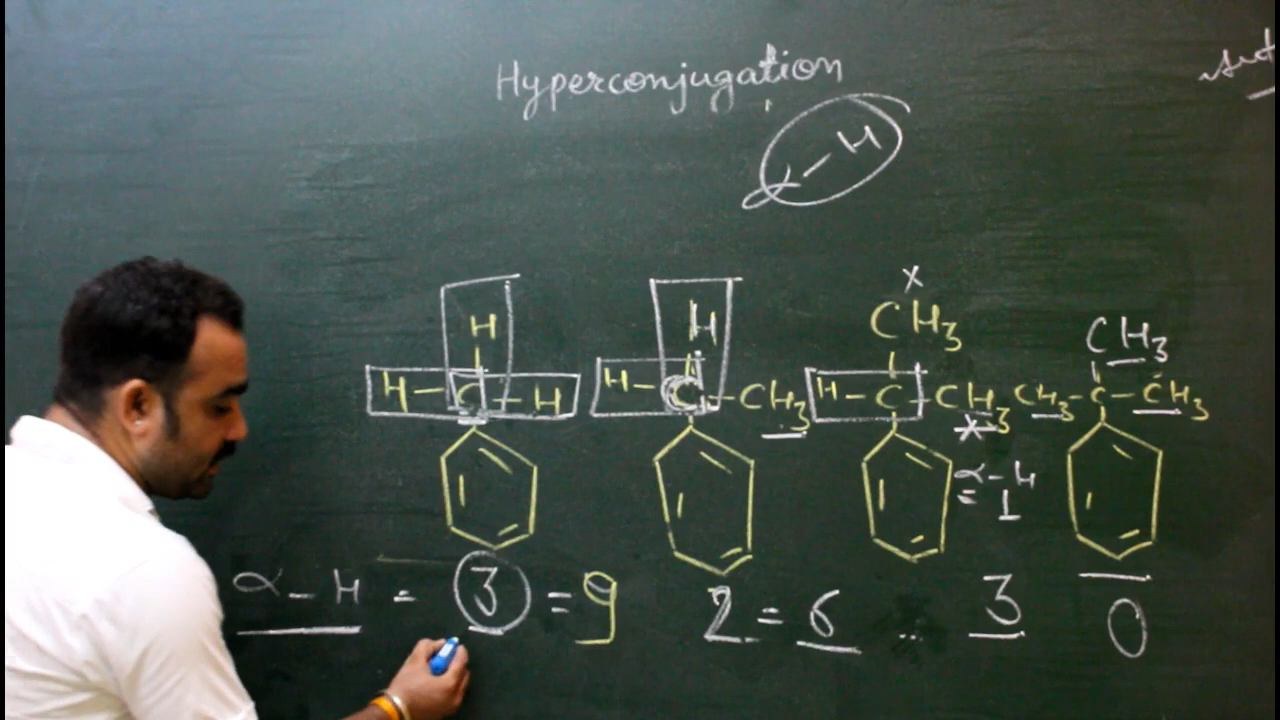 Hyperconjugation
α – H
x
H H CH3 CH3
H – C – H H – C – CH3 H – C – CH3 CH3 – C – CH3
x
α – H
= 1
α – H = 3 = 9 2 = 6 3 0